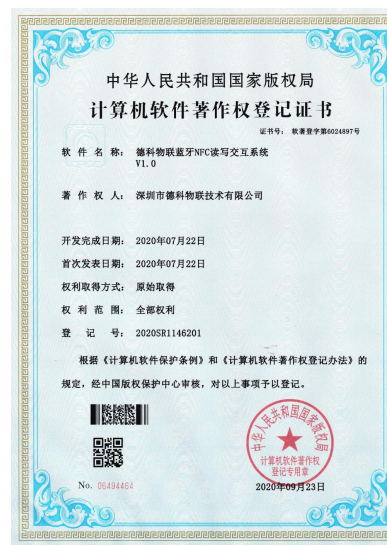 中华人民共和国国家版权局
计算机软件著作权登记证书
证书号： 软著登字第6024897号
软件名称： 德科物联蓝牙NFC读写交互系统
V1.0
著作权人： 深圳市德科物联技术有限公司
开发完成日期： 2020年07月22日
首次发表日期： 2020年07月22日
权利取得方式： 原始取得
权利范围： 全部权利
登记号： 2020SR1146201
根据《计算机软件保护条例》和《计算机软件著作权登记办法》的
规定，经中国版权保护中心审核，对以上事项予以登记。
中华人民共和国国家版权局
计算机软件著作权
登记专用章
No. 06494464
2020年09月23日